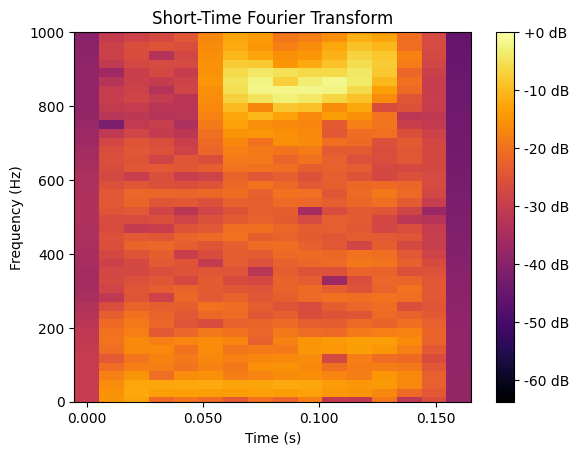 Short-Time Fourier Transform
Frequency (Hz)
1000
800
600
400
200
0
0.000
0.050
0.100
0.150
Time (s)
+0 dB
-10 dB
-20 dB
-30 dB
-40 dB
-50 dB
-60 dB